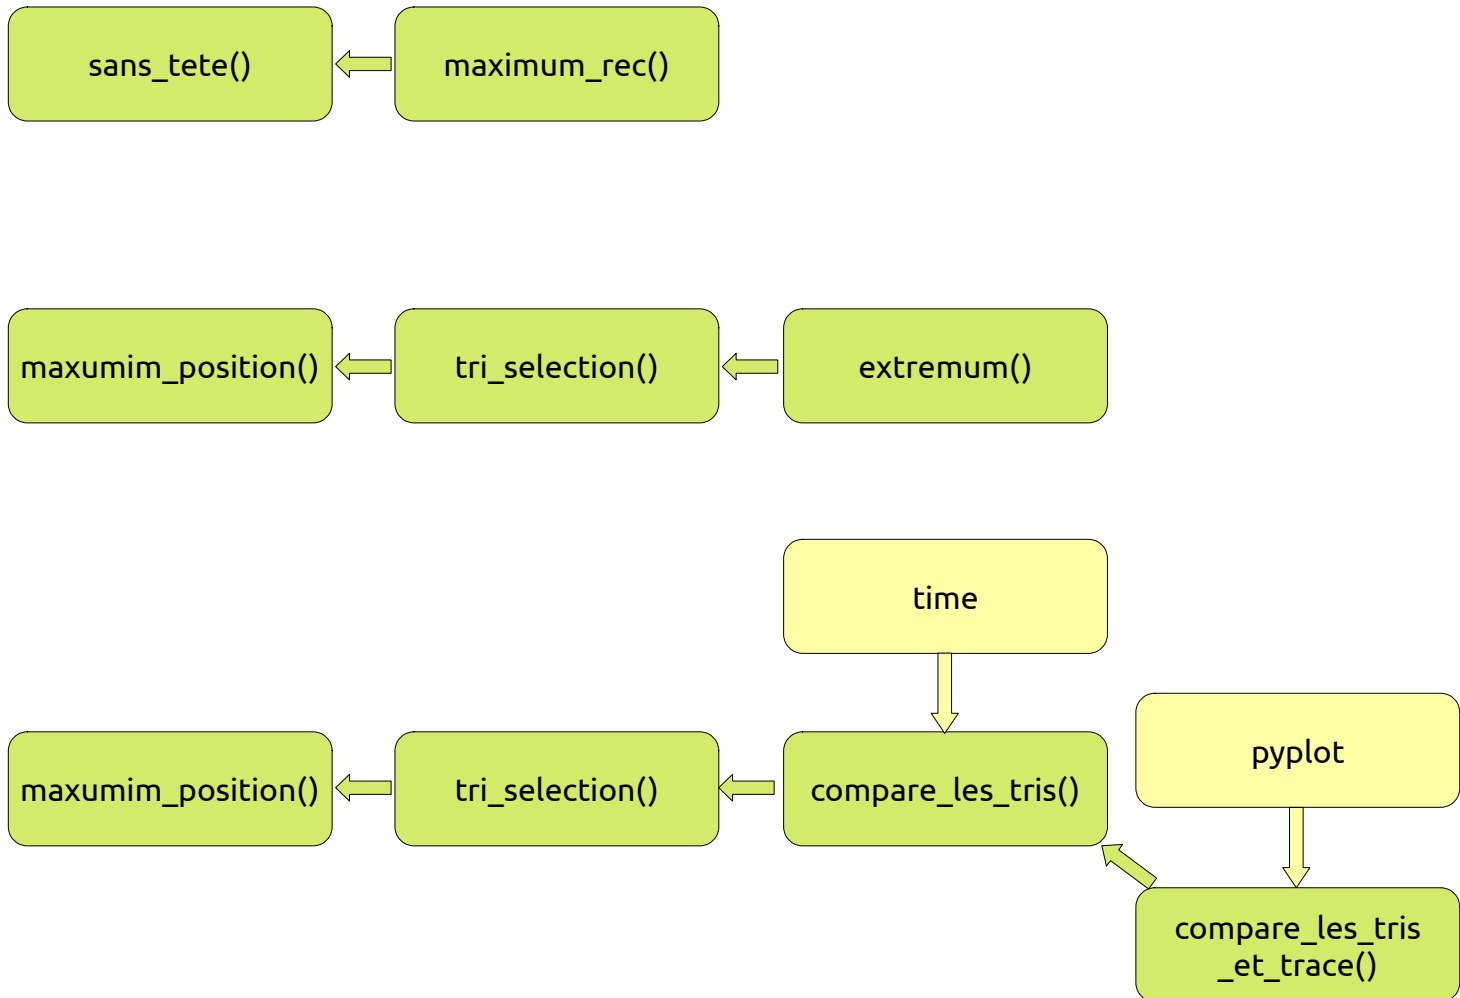 sans_tete()
maximum_rec()
maxumim_position()
tri_selection()
extremum()
time
pyplot
maxumim_position()
tri_selection()
compare_les_tris()
compare_les_tris
_et_trace()